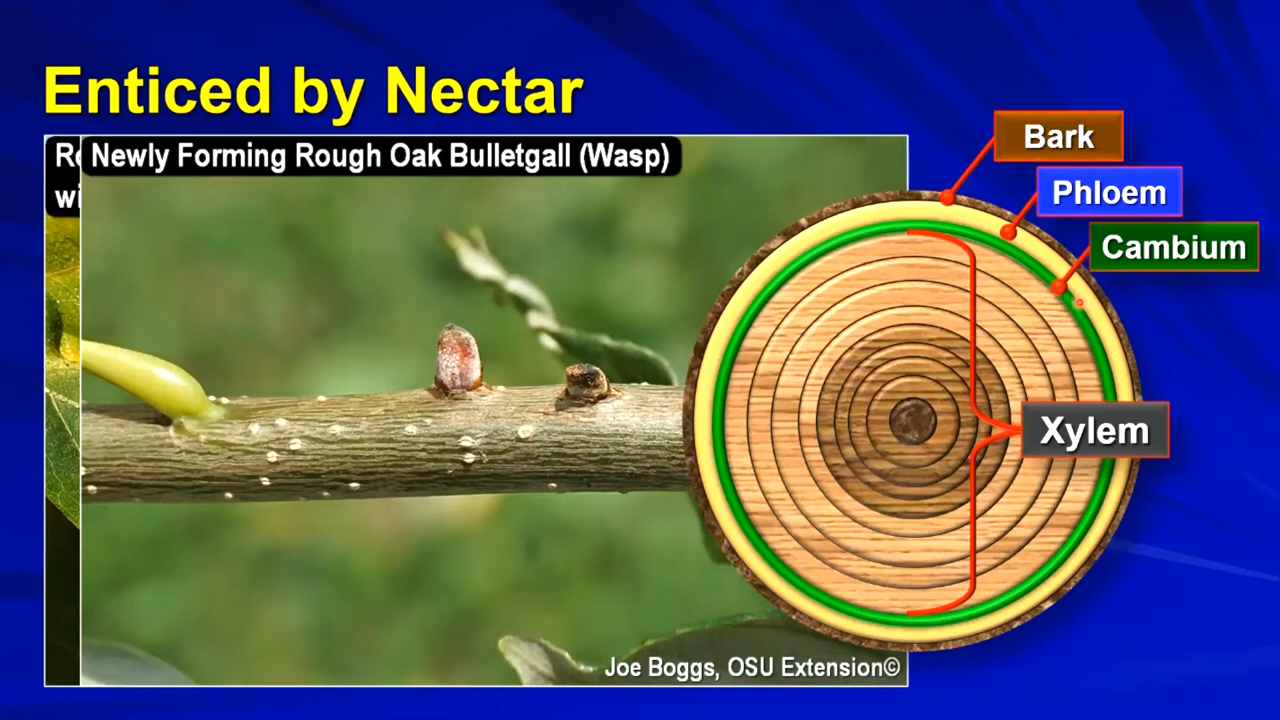 Enticed by Nectar
Newly Forming Rough Oak Bulletgall (Wasp)
Bark
Phloem
Cambium
Xylem
Joe Boggs, OSU Extension©